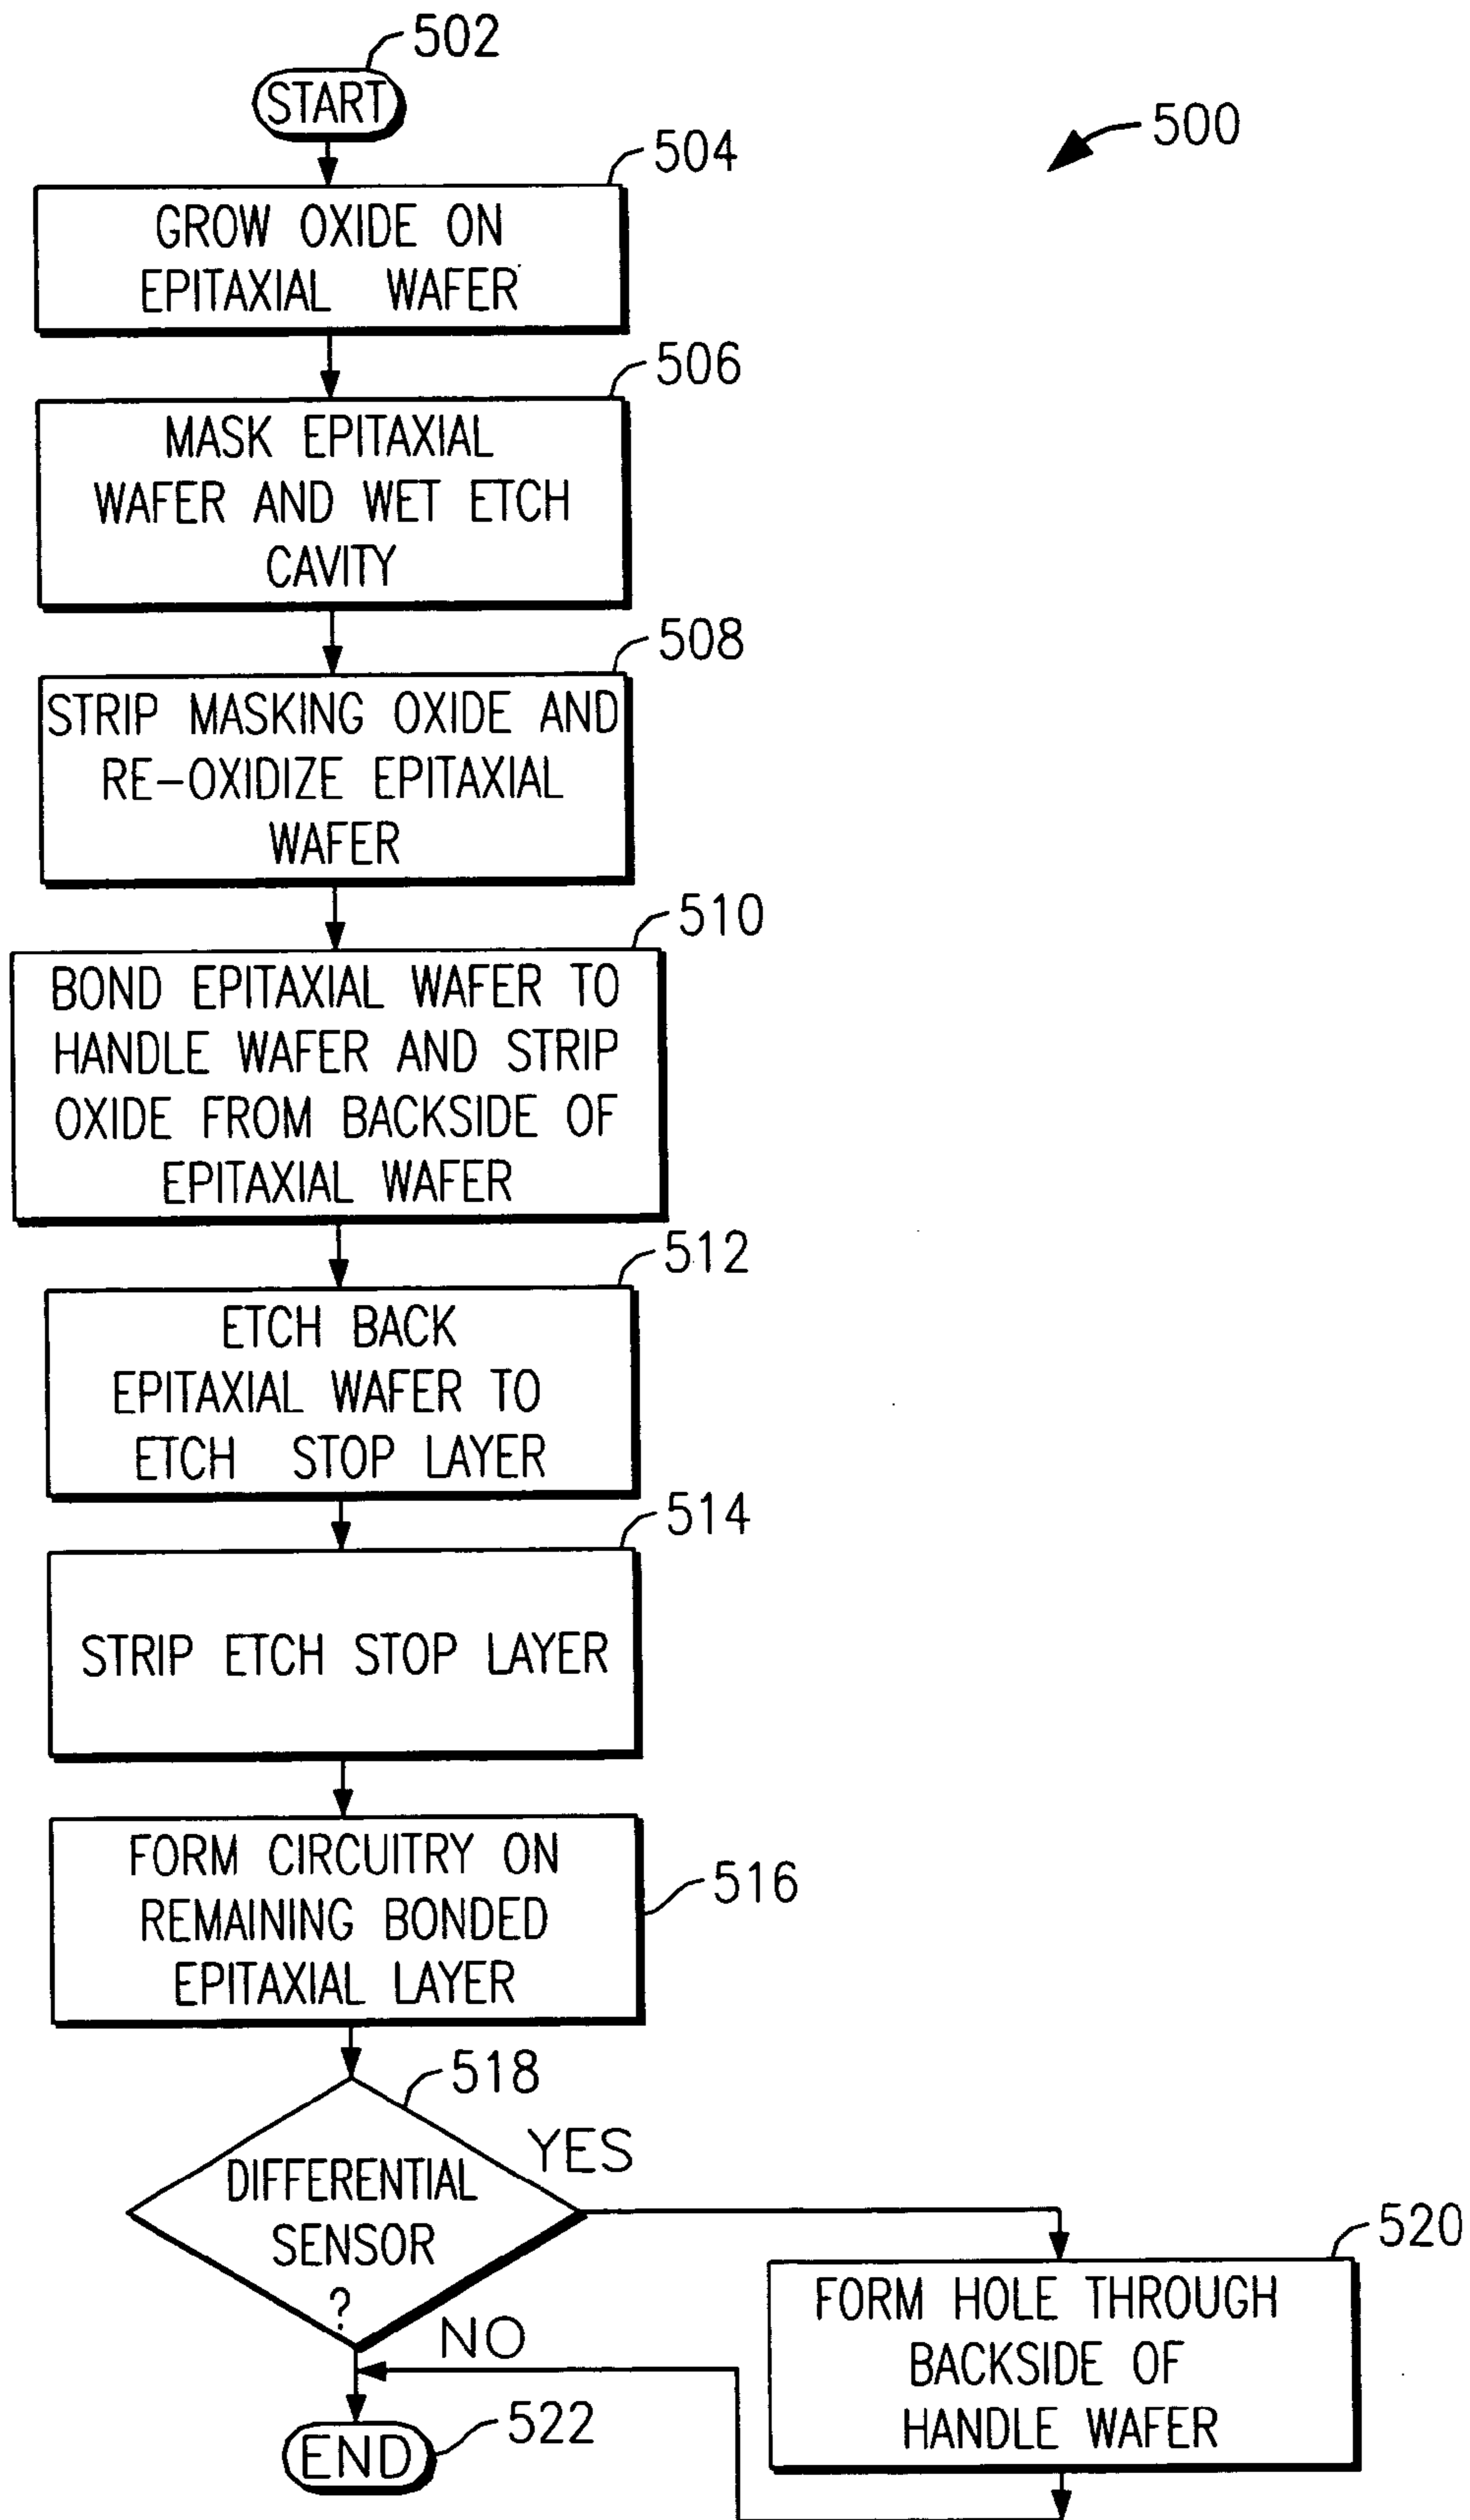 502
START
500
504
GROW OXIDE ON
EPITAXIAL WAFER
506
MASK EPITAXIAL
WAFER AND WET ETCH
CAVITY
508
STRIP MASKING OXIDE AND
RE-OXIDIZE EPITAXIAL
WAFER
510
BOND EPITAXIAL WAFER TO
HANDLE WAFER AND STRIP
OXIDE FROM BACKSIDE OF
EPITAXIAL WAFER
512
ETCH BACK
EPITAXIAL WAFER TO
ETCH STOP LAYER
514
STRIP ETCH STOP LAYER
FORM CIRCUITRY ON
REMAINING BONDED
EPITAXIAL LAYER
516
518
DIFFERENTIAL
SENSOR
?
YES
NO
520
FORM HOLE THROUGH
BACKSIDE OF
HANDLE WAFER
END
522